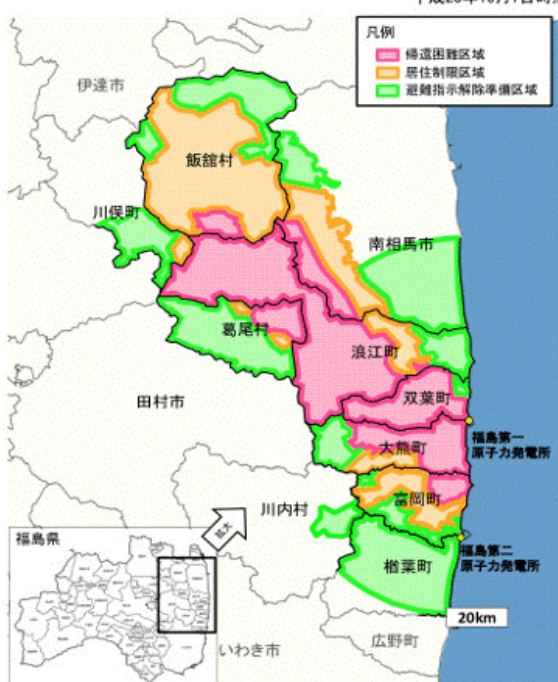 凡例
帰還困難区域
居住制限区域
避難指示解除準備区域
伊達市
飯舘村
川俣町
南相馬市
葛尾村
浪江町
田村市
双葉町
福島第一
原子力発電所
大熊町
川内村
富岡町
福島県
拡大
福島第二
原子力発電所
楢葉町
20km
いわき市
広野町